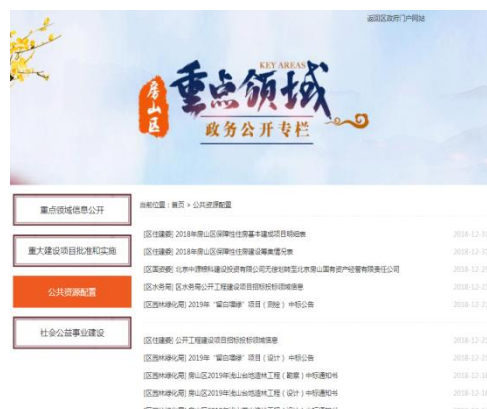 返回区政府门户网站
KEY AREAS
房山区
重点领域
政务公开专栏
重点领域信息公开
重大建设项目批准和实施
公共资源配置
社会公益事业建设
当前位置：首页 > 公共资源配置
[区住建委] 2018年房山区保障性住房基本建成项目明细表 2018-12-31
[区住建委] 2018年房山区保障性住房建设筹集情况表 2018-12-31
[区国资委] 北京中源粮科建设投资有限公司无偿划转至北京房山国有资产经营有限责任公司
[区水务局] 区水务局公开工程建设项目招标投标领域信息
[区园林绿化局] 2019年“留白增绿”项目（测绘）中标公告
[区住建委] 公开工程建设项目招标投标领域信息
[区园林绿化局] 2019年“留白增绿”项目（设计）中标公告
[区园林绿化局] 房山区2019年浅山台地造林工程（勘察）中标通知书
[区园林绿化局] 房山区2019年浅山台地造林工程（设计）中标通知书